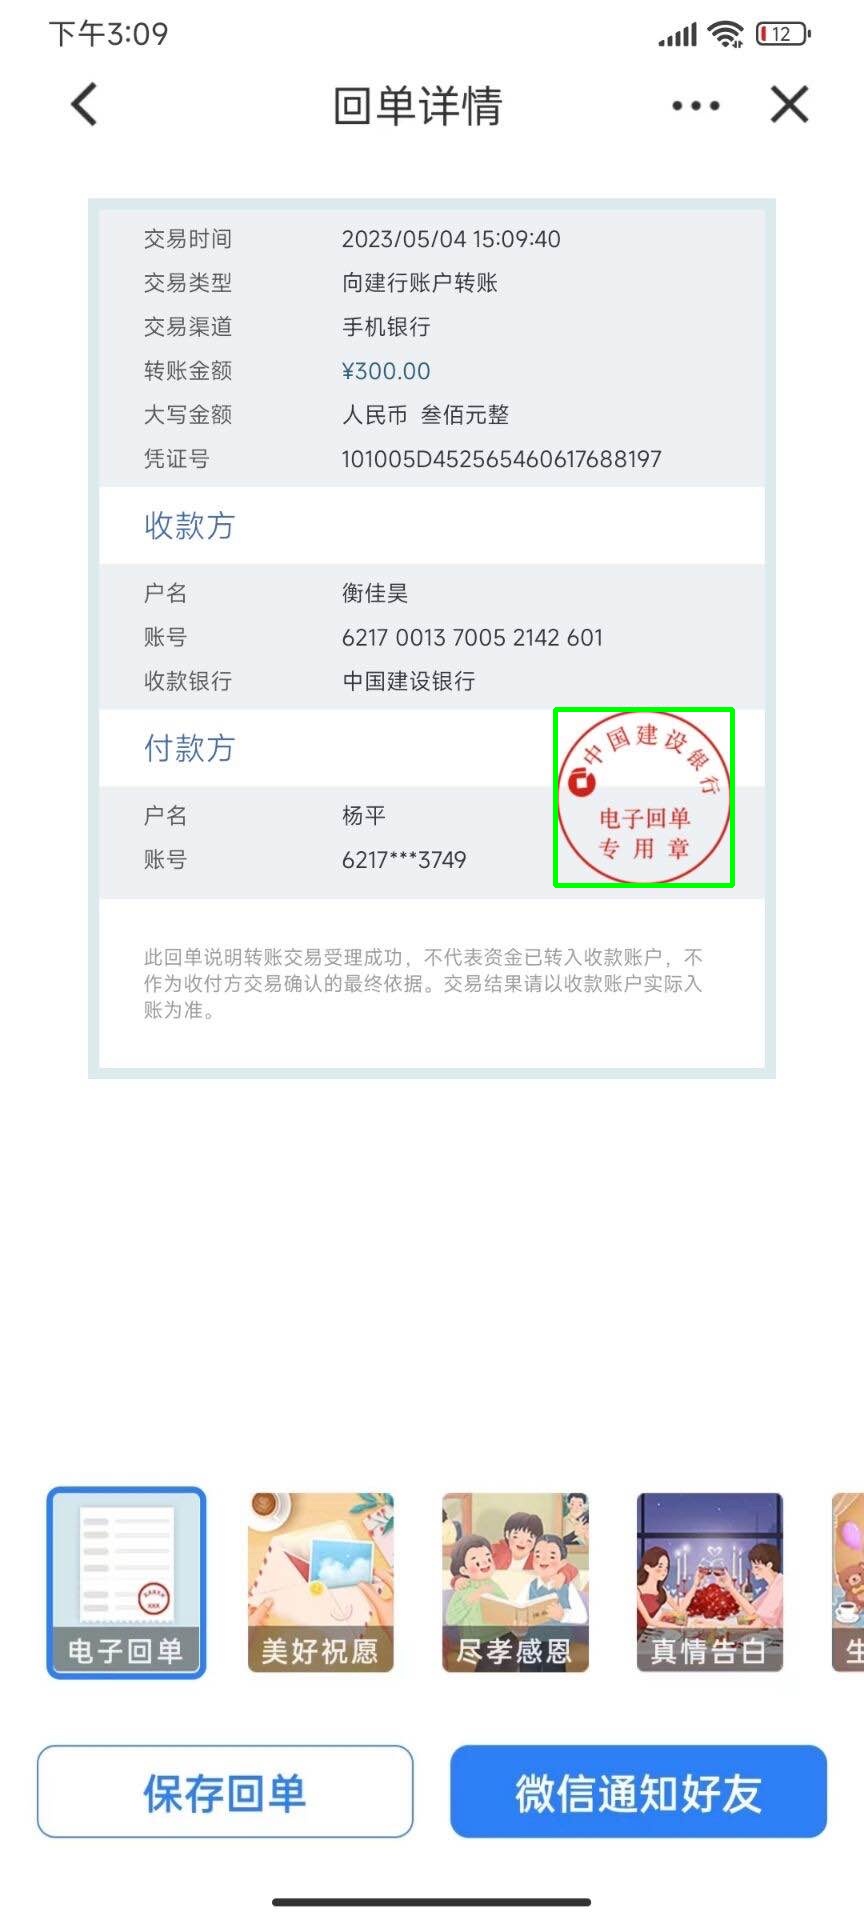 下午3:09
12
回单详情
交易时间 2023/05/04 15:09:40
交易类型 向建行账户转账
交易渠道 手机银行
转账金额 ¥300.00
大写金额 人民币 叁佰元整
凭证号 101005D452565460617688197
收款方
户名 衡佳昊
账号 6217 0013 7005 2142 601
收款银行 中国建设银行
付款方
中国建设银行
电子回单
专用章
户名 杨平
账号 6217***3749
此回单说明转账交易受理成功，不代表资金已转入收款账户，不
作为收付方交易确认的最终依据。交易结果请以收款账户实际入
账为准。
电子回单
美好祝愿
尽孝感恩
真情告白
保存回单
微信通知好友